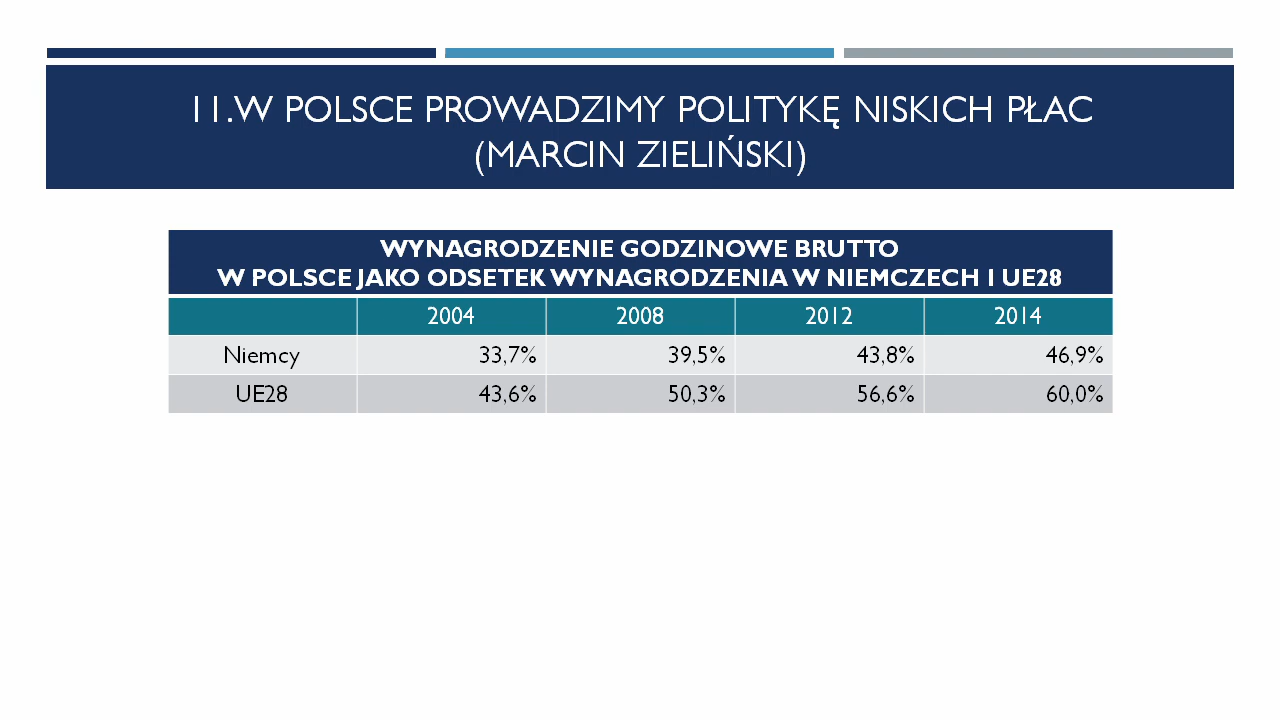 11.W POLSCE PROWADZIMY POLITYKĘ NISKICH PŁAC
(MARCIN ZIELIŃSKI)
WYNAGRODZENIE GODZINOWE BRUTTO
W POLSCE JAKO ODSETEK WYNAGRODZENIA W NIEMCZECH I UE28
2004 2008 2012 2014
Niemcy 33,7% 39,5% 43,8% 46,9%
UE28 43,6% 50,3% 56,6% 60,0%